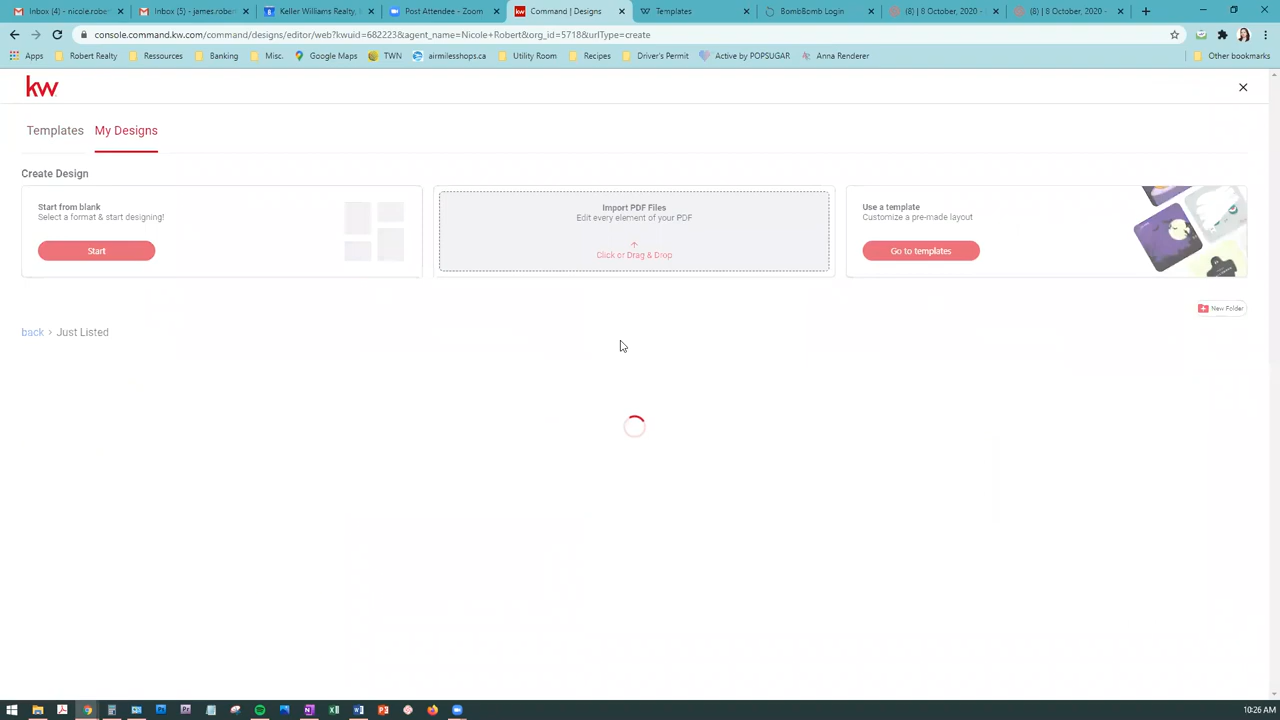 Inbox (4) - nicole.rober
Inbox (5) - james.rober
Keller Williams Realty, I
Post Attendee - Zoom
Command | Designs
Templates
BombBomb Login
(8) | 8 October, 2020 -
(8) | 8 October, 2020 -
console.command.kw.com/command/designs/editor/web?kwuid=682223&agent_name=Nicole+Robert&org_id=5718&urlType=create
Apps
Robert Realty
Ressources
Banking
Misc.
Google Maps
TWN
airmilesshops.ca
Utility Room
Recipes
Driver's Permit
Active by POPSUGAR
Anna Renderer
Other bookmarks
kw
Templates
My Designs
Create Design
Start from blank
Select a format & start designing!
Start
Import PDF Files
Edit every element of your PDF
Click or Drag & Drop
Use a template
Customize a pre-made layout
Go to templates
New Folder
back > Just Listed
10:26 AM